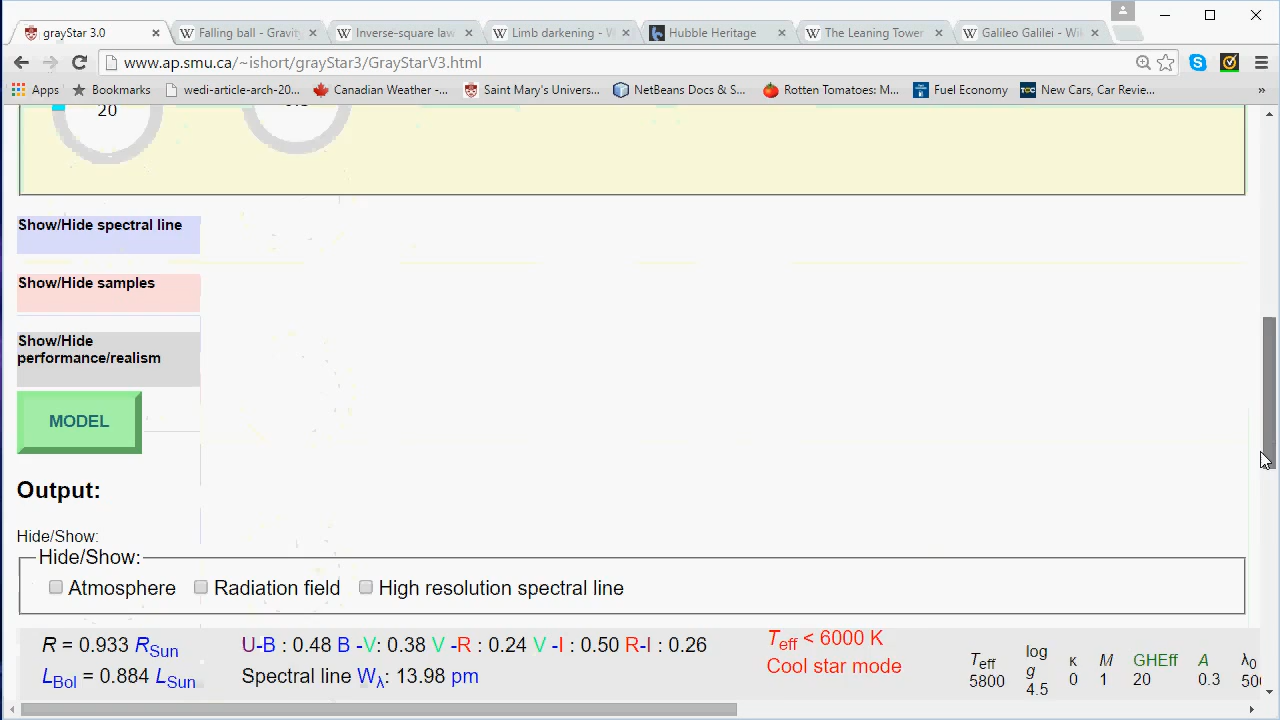 grayStar 3.0
Falling ball - Gravity
Inverse-square law
Limb darkening - W
Hubble Heritage
The Leaning Tower
Galileo Galilei - Wik
www.ap.smu.ca/~ishort/grayStar3/GrayStarV3.html
Apps
Bookmarks
iedi-article-arch-20...
Canadian Weather - ...
Saint Mary's Univers...
NetBeans Docs & S...
Rotten Tomatoes: M...
Fuel Economy
New Cars, Car Revie...
»
20
Show/Hide spectral line
Show/Hide samples
Show/Hide
performance/realism
MODEL
Output:
Hide/Show:
Hide/Show:
Atmosphere Radiation field High resolution spectral line
R = 0.933 RSun
U-B : 0.48 B -V: 0.38 V -R : 0.24 V -I : 0.50 R-I : 0.26
Teff < 6000 K
LBol = 0.884 LSun
Spectral line Wλ: 13.98 pm
Cool star mode
Teff log g κ M GHEff A λ0
5800 4.5 0 1 20 0.3 500